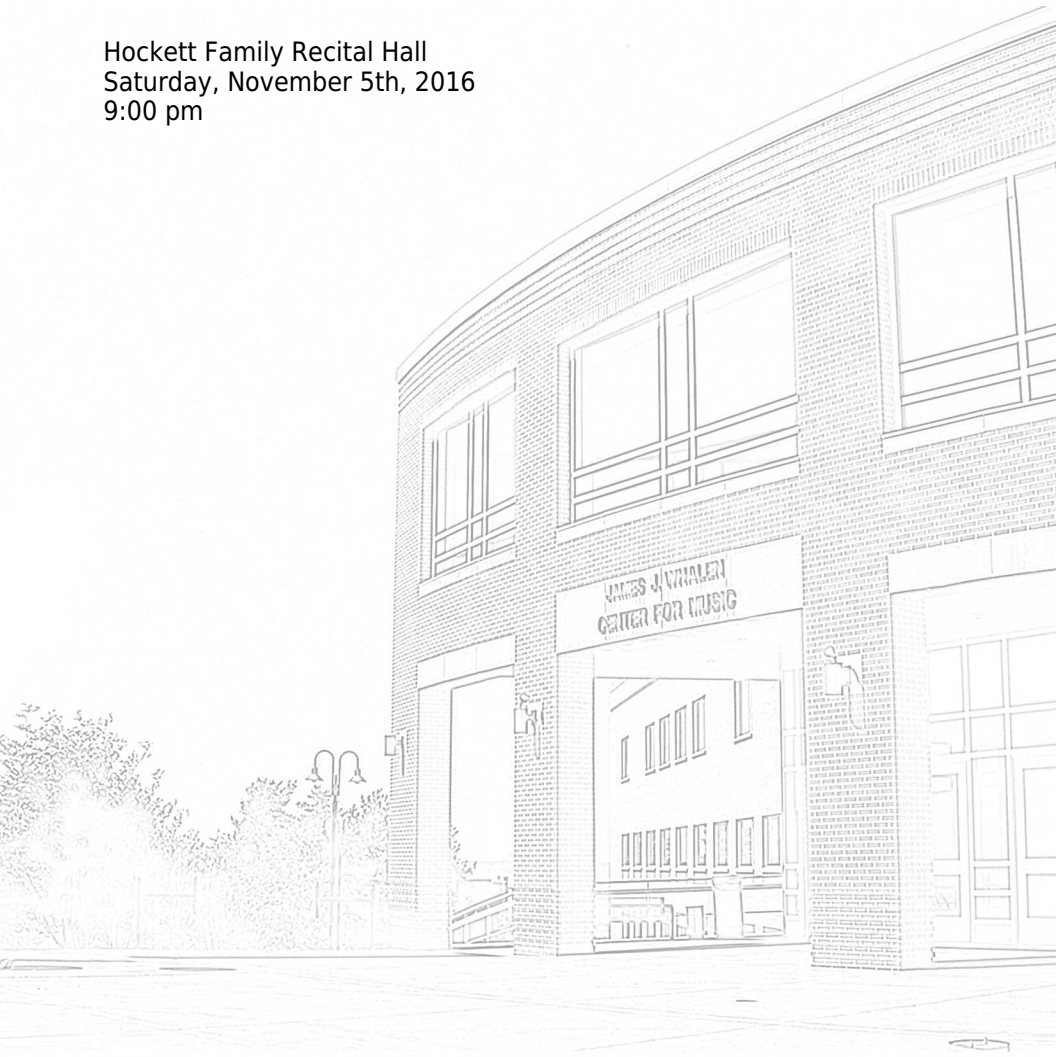 Hockett Family Recital Hall
Saturday, November 5th, 2016
9:00 pm
JAMES J. WHALEN
CENTER FOR MUSIC